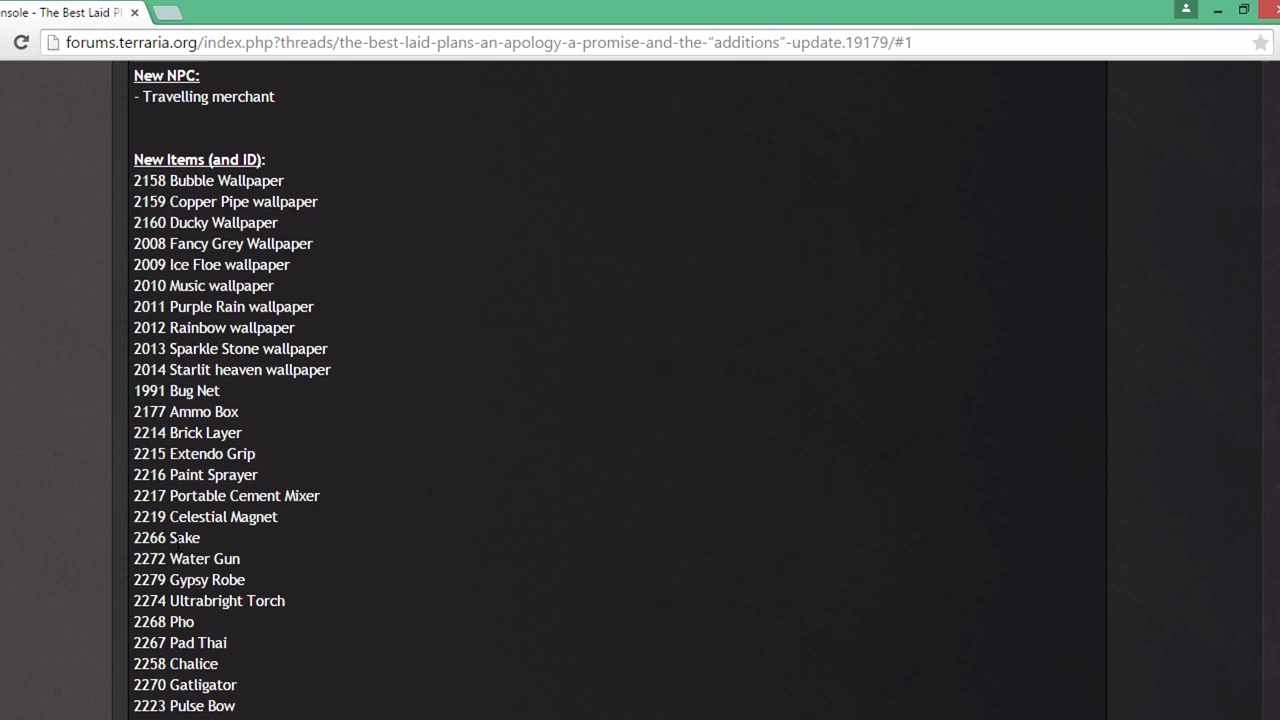 nsole - The Best Laid Pl
forums.terraria.org/index.php?threads/the-best-laid-plans-an-apology-a-promise-and-the-“additions”-update.19179/#1
New NPC:
- Travelling merchant
New Items (and ID):
2158 Bubble Wallpaper
2159 Copper Pipe wallpaper
2160 Ducky Wallpaper
2008 Fancy Grey Wallpaper
2009 Ice Floe wallpaper
2010 Music wallpaper
2011 Purple Rain wallpaper
2012 Rainbow wallpaper
2013 Sparkle Stone wallpaper
2014 Starlit heaven wallpaper
1991 Bug Net
2177 Ammo Box
2214 Brick Layer
2215 Extendo Grip
2216 Paint Sprayer
2217 Portable Cement Mixer
2219 Celestial Magnet
2266 Sake
2272 Water Gun
2279 Gypsy Robe
2274 Ultrabright Torch
2268 Pho
2267 Pad Thai
2258 Chalice
2270 Gatligator
2223 Pulse Bow